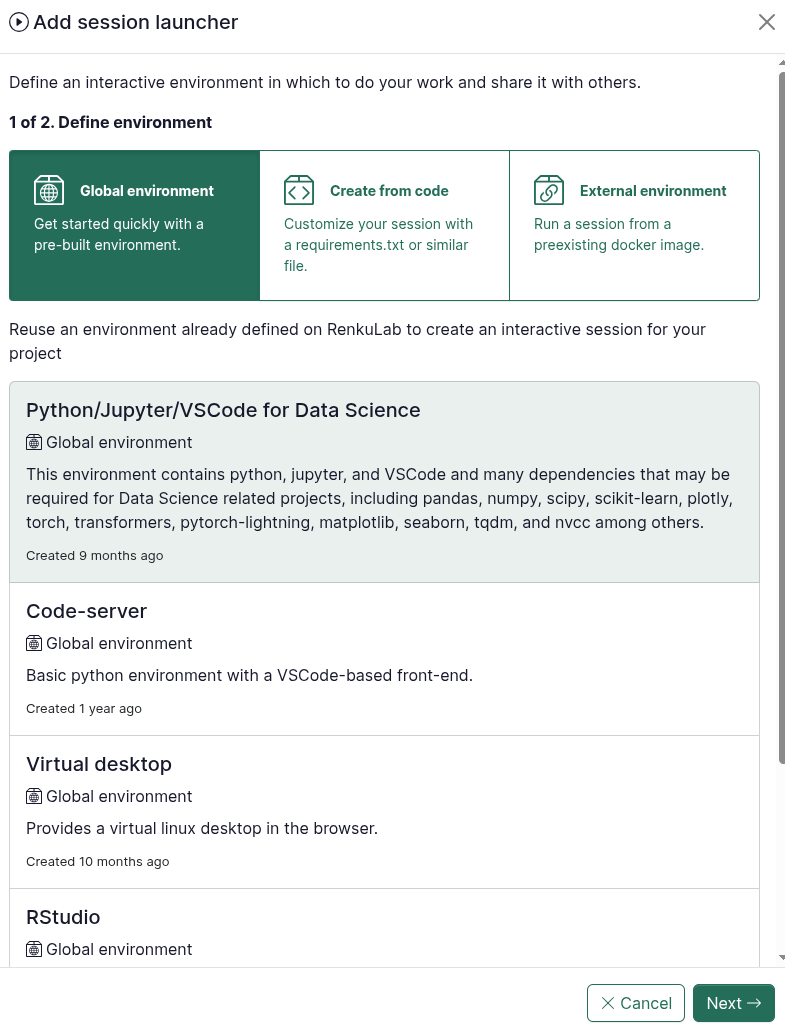 Add session launcher
Define an interactive environment in which to do your work and share it with others.
1 of 2. Define environment
Global environment
Get started quickly with a
pre-built environment.
Create from code
Customize your session with
a requirements.txt or similar
file.
External environment
Run a session from a
preexisting docker image.
Reuse an environment already defined on RenkuLab to create an interactive session for your
project
Python/Jupyter/VSCode for Data Science
Global environment
This environment contains python, jupyter, and VSCode and many dependencies that may be
required for Data Science related projects, including pandas, numpy, scipy, scikit-learn, plotly,
torch, transformers, pytorch-lightning, matplotlib, seaborn, tqdm, and nvcc among others.
Created 9 months ago
Code-server
Global environment
Basic python environment with a VSCode-based front-end.
Created 1 year ago
Virtual desktop
Global environment
Provides a virtual linux desktop in the browser.
Created 10 months ago
RStudio
Global environment
Cancel
Next